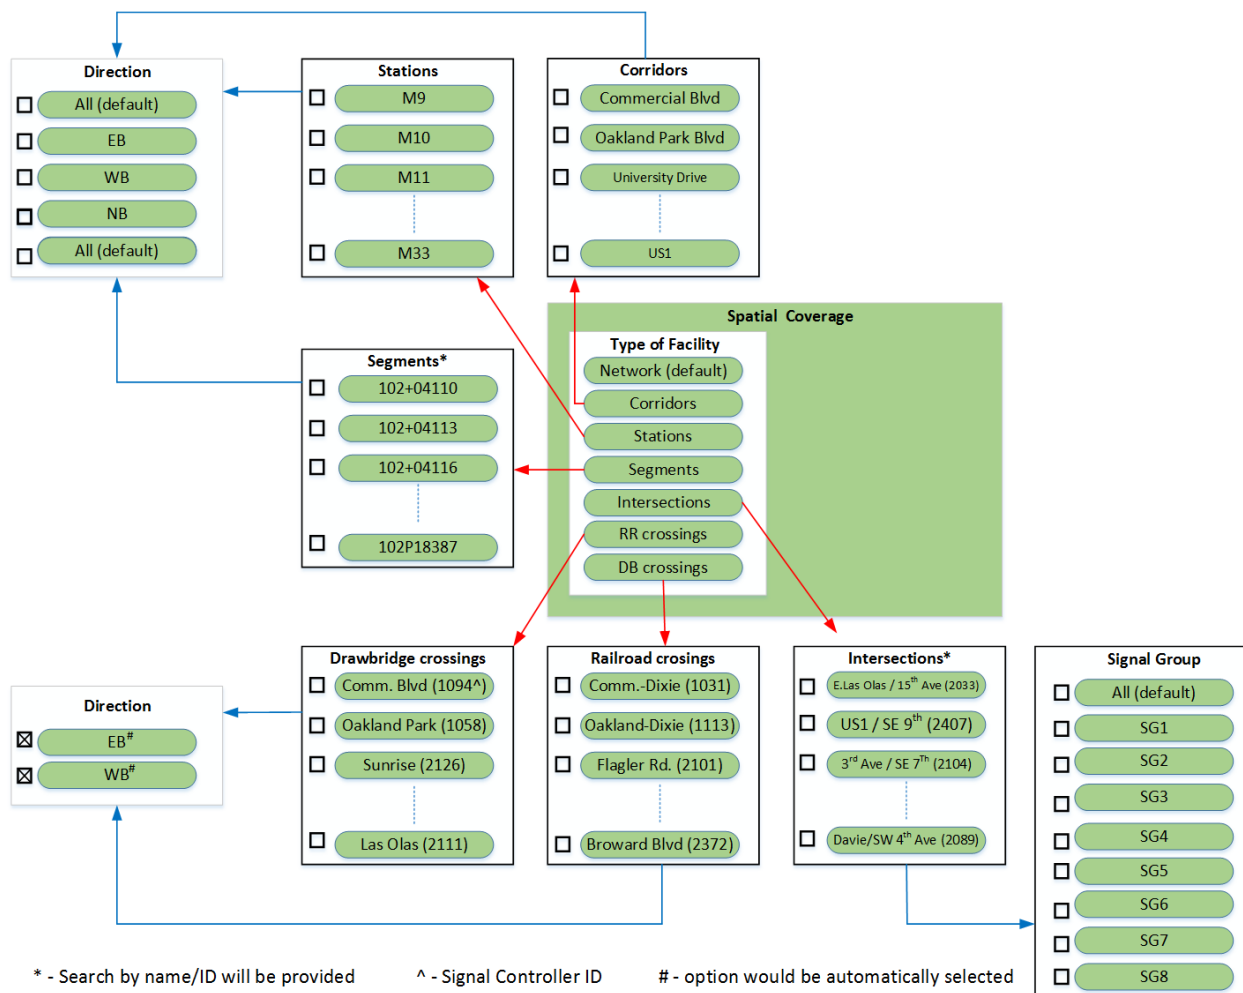 Direction
All (default)
EB
WB
NB
All (default)
Stations
M9
M10
M11
M33
Corridors
Commercial Blvd
Oakland Park Blvd
University Drive
US1
Spatial Coverage
Type of Facility
Network (default)
Corridors
Stations
Segments
Intersections
RR crossings
DB crossings
Segments*
102+04110
102+04113
102+04116
102P18387
Direction
EB#
WB#
Drawbridge crossings
Comm. Blvd (1094^)
Oakland Park (1058)
Sunrise (2126)
Las Olas (2111)
Railroad crosings
Comm.-Dixie (1031)
Oakland-Dixie (1113)
Flagler Rd. (2101)
Broward Blvd (2372)
Intersections*
E.Las Olas / 15th Ave (2033)
US1 / SE 9th (2407)
3rd Ave / SE 7Th (2104)
Davie/SW 4th Ave (2089)
Signal Group
All (default)
SG1
SG2
SG3
SG4
SG5
SG6
SG7
SG8
* - Search by name/ID will be provided ^ - Signal Controller ID # - option would be automatically selected